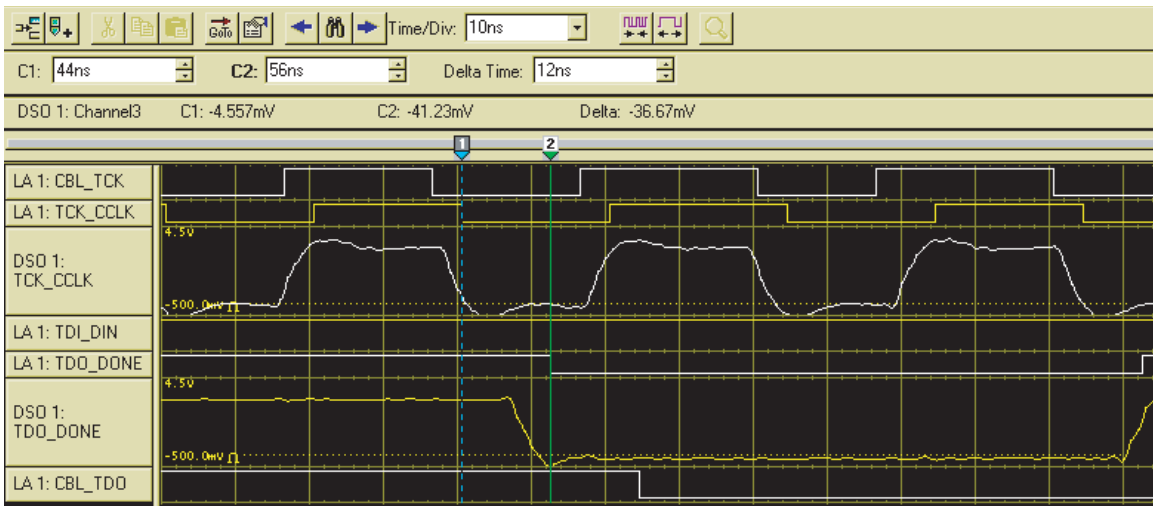 GoTo Time/Div: 10ns
C1: 44ns C2: 56ns Delta Time: 12ns
DSO 1: Channel3 C1: -4.557mV C2: -41.23mV Delta: -36.67mV
1 2
LA 1: CBL_TCK
LA 1: TCK_CCLK
4.5V
DSO 1:
TCK_CCLK
-500.0mV
LA 1: TDI_DIN
LA 1: TDO_DONE
4.5V
DSO 1:
TDO_DONE
-500.0mV
LA 1: CBL_TDO